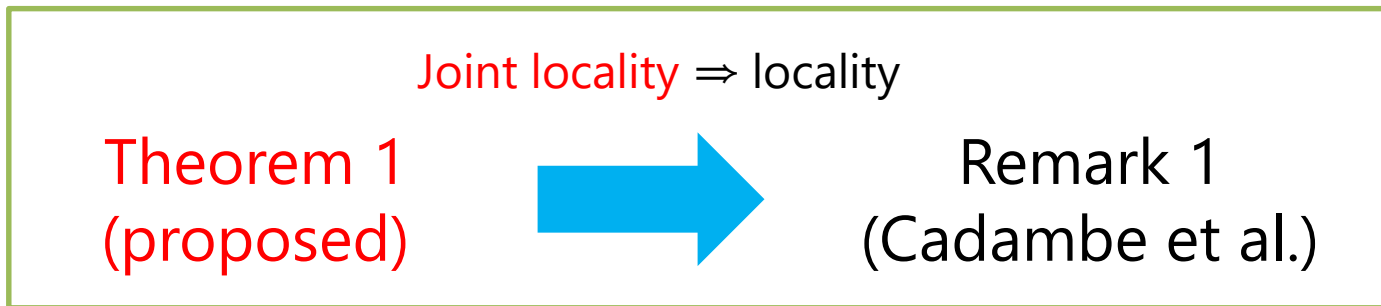 Joint locality ⇒ locality
Theorem 1
(proposed)
Remark 1
(Cadambe et al.)